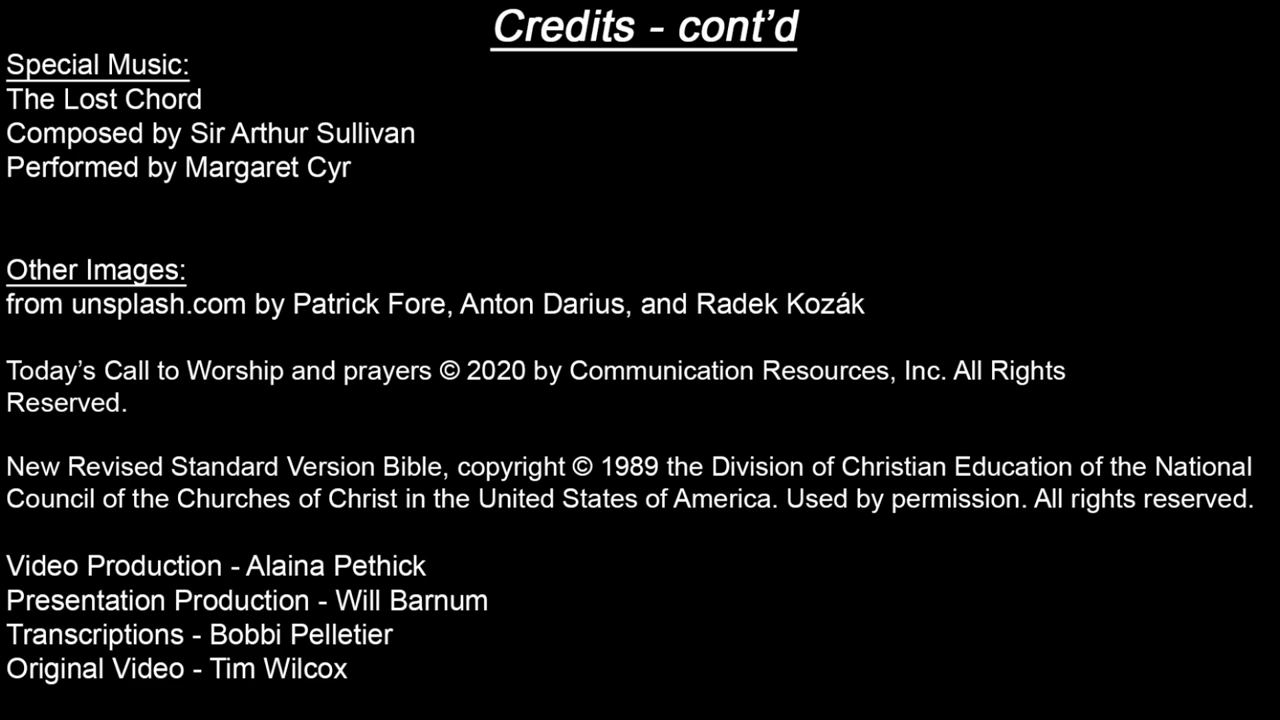 Credits - cont’d
Special Music:
The Lost Chord
Composed by Sir Arthur Sullivan
Performed by Margaret Cyr
Other Images:
from unsplash.com by Patrick Fore, Anton Darius, and Radek Kozák
Today’s Call to Worship and prayers © 2020 by Communication Resources, Inc. All Rights
Reserved.
New Revised Standard Version Bible, copyright © 1989 the Division of Christian Education of the National
Council of the Churches of Christ in the United States of America. Used by permission. All rights reserved.
Video Production - Alaina Pethick
Presentation Production - Will Barnum
Transcriptions - Bobbi Pelletier
Original Video - Tim Wilcox